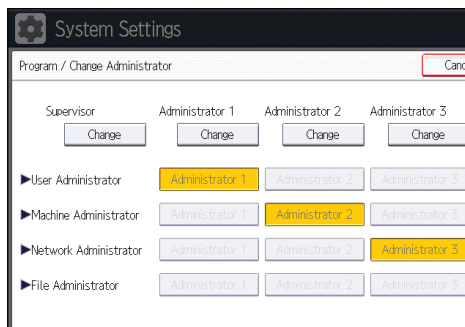 System Settings
Program / Change Administrator Canc
Supervisor Administrator 1 Administrator 2 Administrator 3
Change Change Change Change
▶User Administrator Administrator 1 Administrator 2 Administrator 3
▶Machine Administrator Administrator 1 Administrator 2 Administrator 3
▶Network Administrator Administrator 1 Administrator 2 Administrator 3
▶File Administrator Administrator 1 Administrator 2 Administrator 3